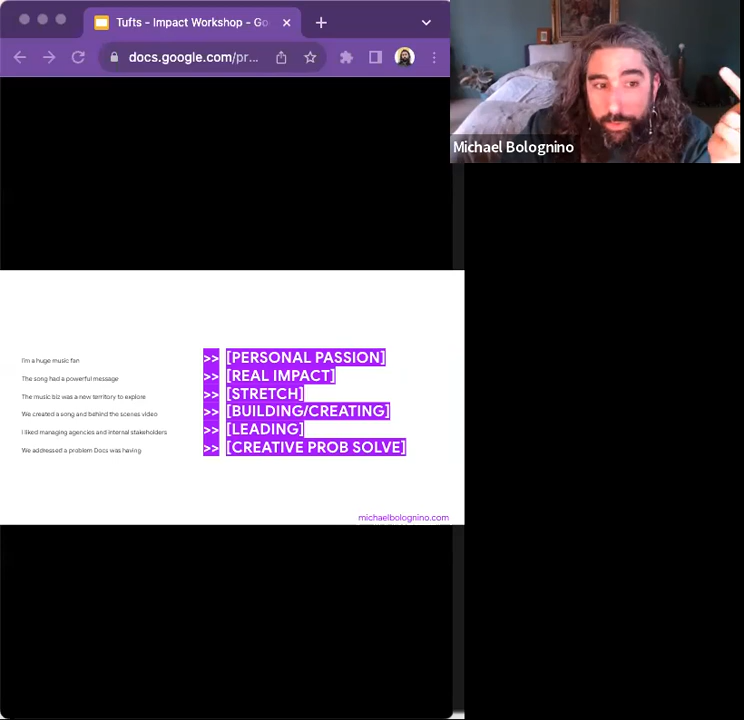 Tufts - Impact Workshop - Go
docs.google.com/pr...
Michael Bolognino
I'm a huge music fan >> [PERSONAL PASSION]
The song had a powerful message >> [REAL IMPACT]
The music biz was a new territory to explore >> [STRETCH]
We created a song and behind the scenes video >> [BUILDING/CREATING]
I liked managing agencies and internal stakeholders >> [LEADING]
We addressed a problem Docs was having >> [CREATIVE PROB SOLVE]
michaelbolognino.com